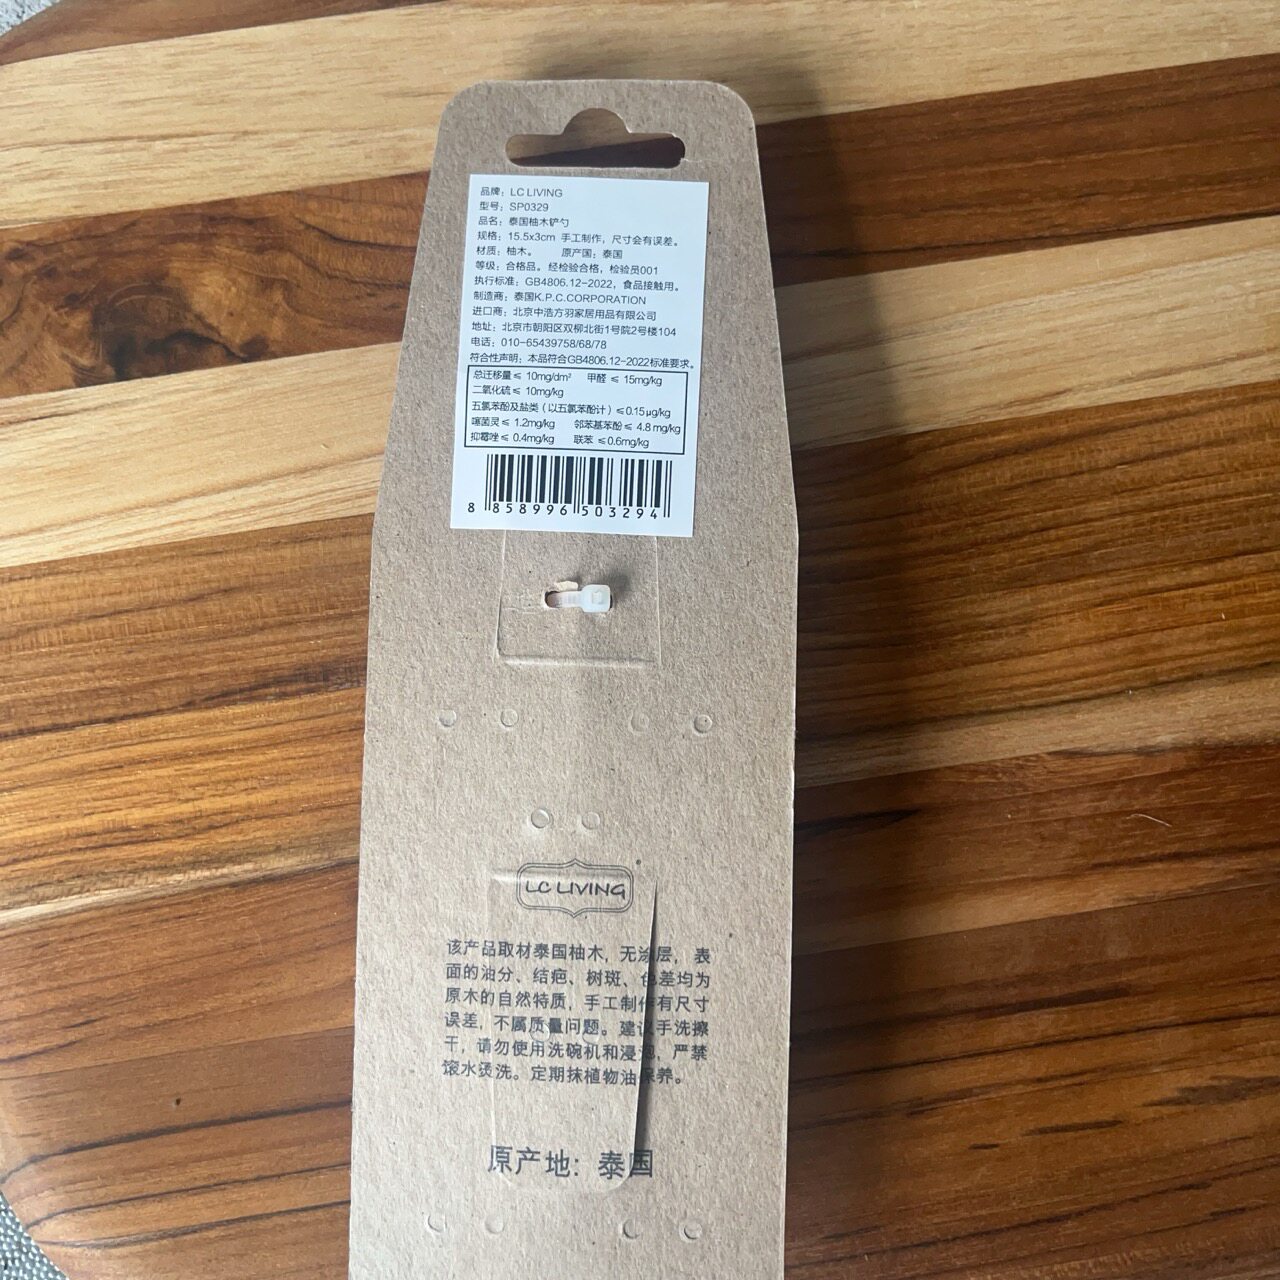 品牌：LC LIVING
型号：SP0329
品名：泰国柚木铲勺
规格：15.5x3cm 手工制作，尺寸会有误差。
材质：柚木。 原产国：泰国
等级：合格品。经检验合格，检验员001
执行标准：GB4806.12-2022，食品接触用。
制造商：泰国K.P.C.CORPORATION
进口商：北京中浩方羽家居用品有限公司
地址：北京市朝阳区双柳北街1号院2号楼104
电话：010-65439758/68/78
符合性声明：本品符合GB4806.12-2022标准要求。
总迁移量≤ 10mg/dm² 甲醛 ≤ 15mg/kg
二氧化硫≤ 10mg/kg
五氯苯酚及盐类（以五氯苯酚计）≤0.15μg/kg
噻菌灵≤ 1.2mg/kg 邻苯基苯酚≤ 4.8mg/kg
抑霉唑≤ 0.4mg/kg 联苯 ≤0.6mg/kg
8 858996 503294
LC LIVING
该产品取材泰国柚木，无涂层，表
面的油分、结疤、树斑、色差均为
原木的自然特质，手工制作有尺寸
误差，不属质量问题。建议手洗擦
干，请勿使用洗碗机和浸泡，严禁
滚水烫洗。定期抹植物油保养。
原产地：泰国